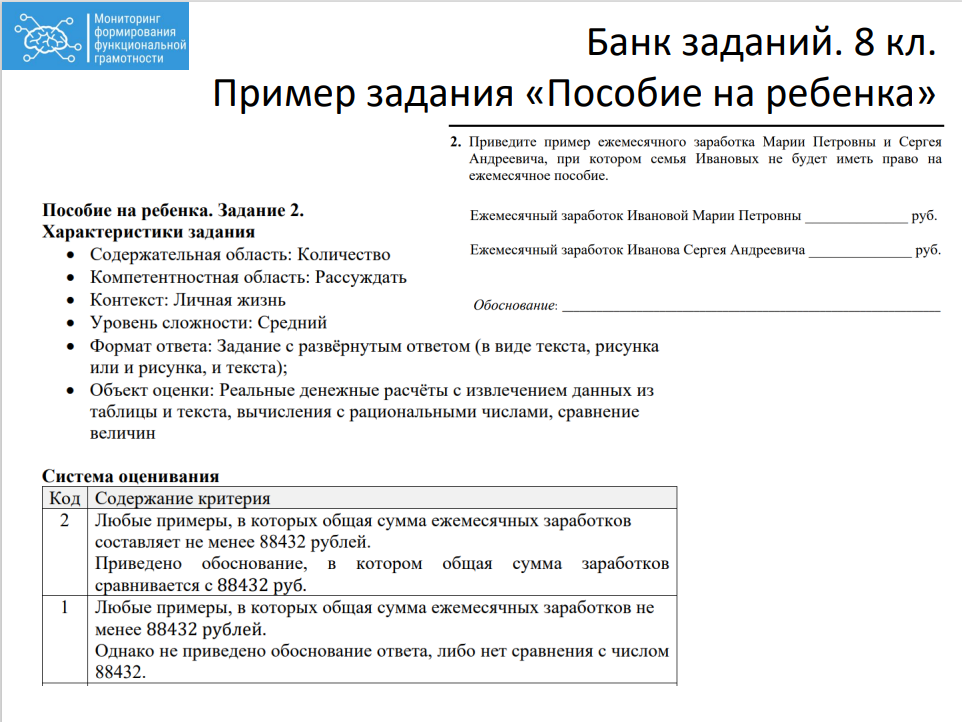 Мониторинг
формирования
функциональной
грамотности
Банк заданий. 8 кл.
Пример задания «Пособие на ребенка»
2. Приведите пример ежемесячного заработка Марии Петровны и Сергея
Андреевича, при котором семья Ивановых не будет иметь право на
ежемесячное пособие.
Ежемесячный заработок Ивановой Марии Петровны ______________ руб.
Ежемесячный заработок Иванова Сергея Андреевича ______________ руб.
Обоснование: ______________________________________________________
Пособие на ребенка. Задание 2.
Характеристики задания
• Содержательная область: Количество
• Компетентностная область: Рассуждать
• Контекст: Личная жизнь
• Уровень сложности: Средний
• Формат ответа: Задание с развёрнутым ответом (в виде текста, рисунка
или и рисунка, и текста);
• Объект оценки: Реальные денежные расчёты с извлечением данных из
таблицы и текста, вычисления с рациональными числами, сравнение
величин
Система оценивания
Код Содержание критерия
2 Любые примеры, в которых общая сумма ежемесячных заработков
составляет не менее 88432 рублей.
Приведено обоснование, в котором общая сумма заработков
сравнивается с 88432 руб.
1 Любые примеры, в которых общая сумма ежемесячных заработков не
менее 88432 рублей.
Однако не приведено обоснование ответа, либо нет сравнения с числом
88432.